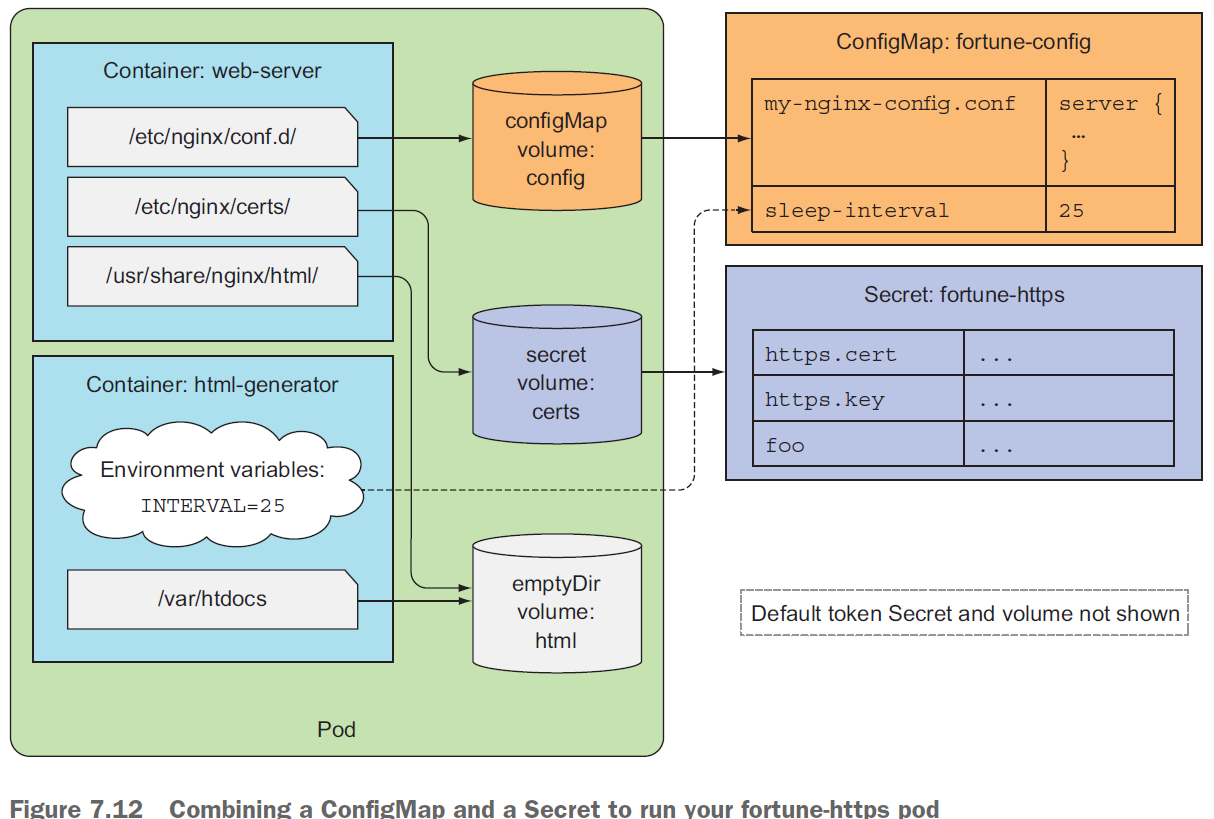 Container: web-server
/etc/nginx/conf.d/
/etc/nginx/certs/
/usr/share/nginx/html/
Container: html-generator
Environment variables:
INTERVAL=25
/var/htdocs
configMap
volume:
config
secret
volume:
certs
emptyDir
volume:
html
Pod
ConfigMap: fortune-config
my-nginx-config.conf
server {
…
}
sleep-interval
25
Secret: fortune-https
https.cert
...
https.key
...
foo
...
Default token Secret and volume not shown
Figure 7.12 Combining a ConfigMap and a Secret to run your fortune-https pod